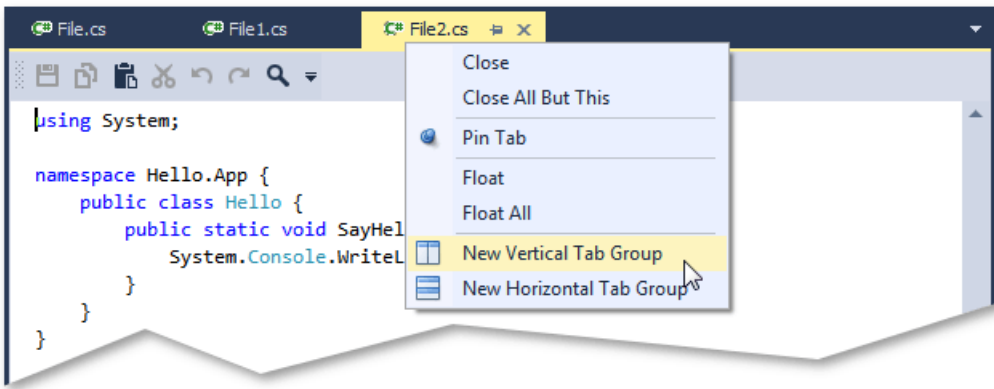 File.cs File1.cs File2.cs
Close
Close All But This
using System;
Pin Tab
namespace Hello.App {
Float
public class Hello {
Float All
public static void SayHel
New Vertical Tab Group
System.Console.WriteL
New Horizontal Tab Group
}
}
}